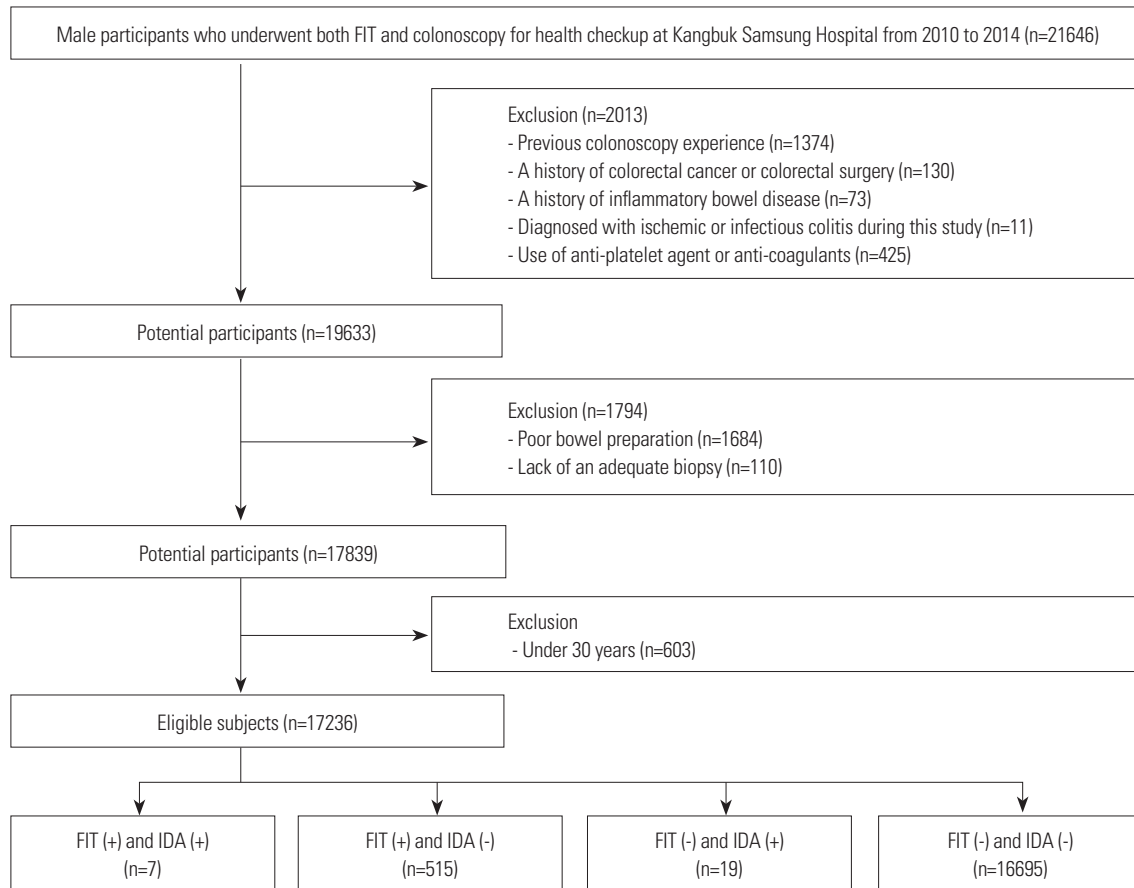 Male participants who underwent both FIT and colonoscopy for health checkup at Kangbuk Samsung Hospital from 2010 to 2014 (n=21646)
Exclusion (n=2013)
- Previous colonoscopy experience (n=1374)
- A history of colorectal cancer or colorectal surgery (n=130)
- A history of inflammatory bowel disease (n=73)
- Diagnosed with ischemic or infectious colitis during this study (n=11)
- Use of anti-platelet agent or anti-coagulants (n=425)
Potential participants (n=19633)
Exclusion (n=1794)
- Poor bowel preparation (n=1684)
- Lack of an adequate biopsy (n=110)
Potential participants (n=17839)
Exclusion
- Under 30 years (n=603)
Eligible subjects (n=17236)
FIT (+) and IDA (+)
(n=7)
FIT (+) and IDA (-)
(n=515)
FIT (-) and IDA (+)
(n=19)
FIT (-) and IDA (-)
(n=16695)